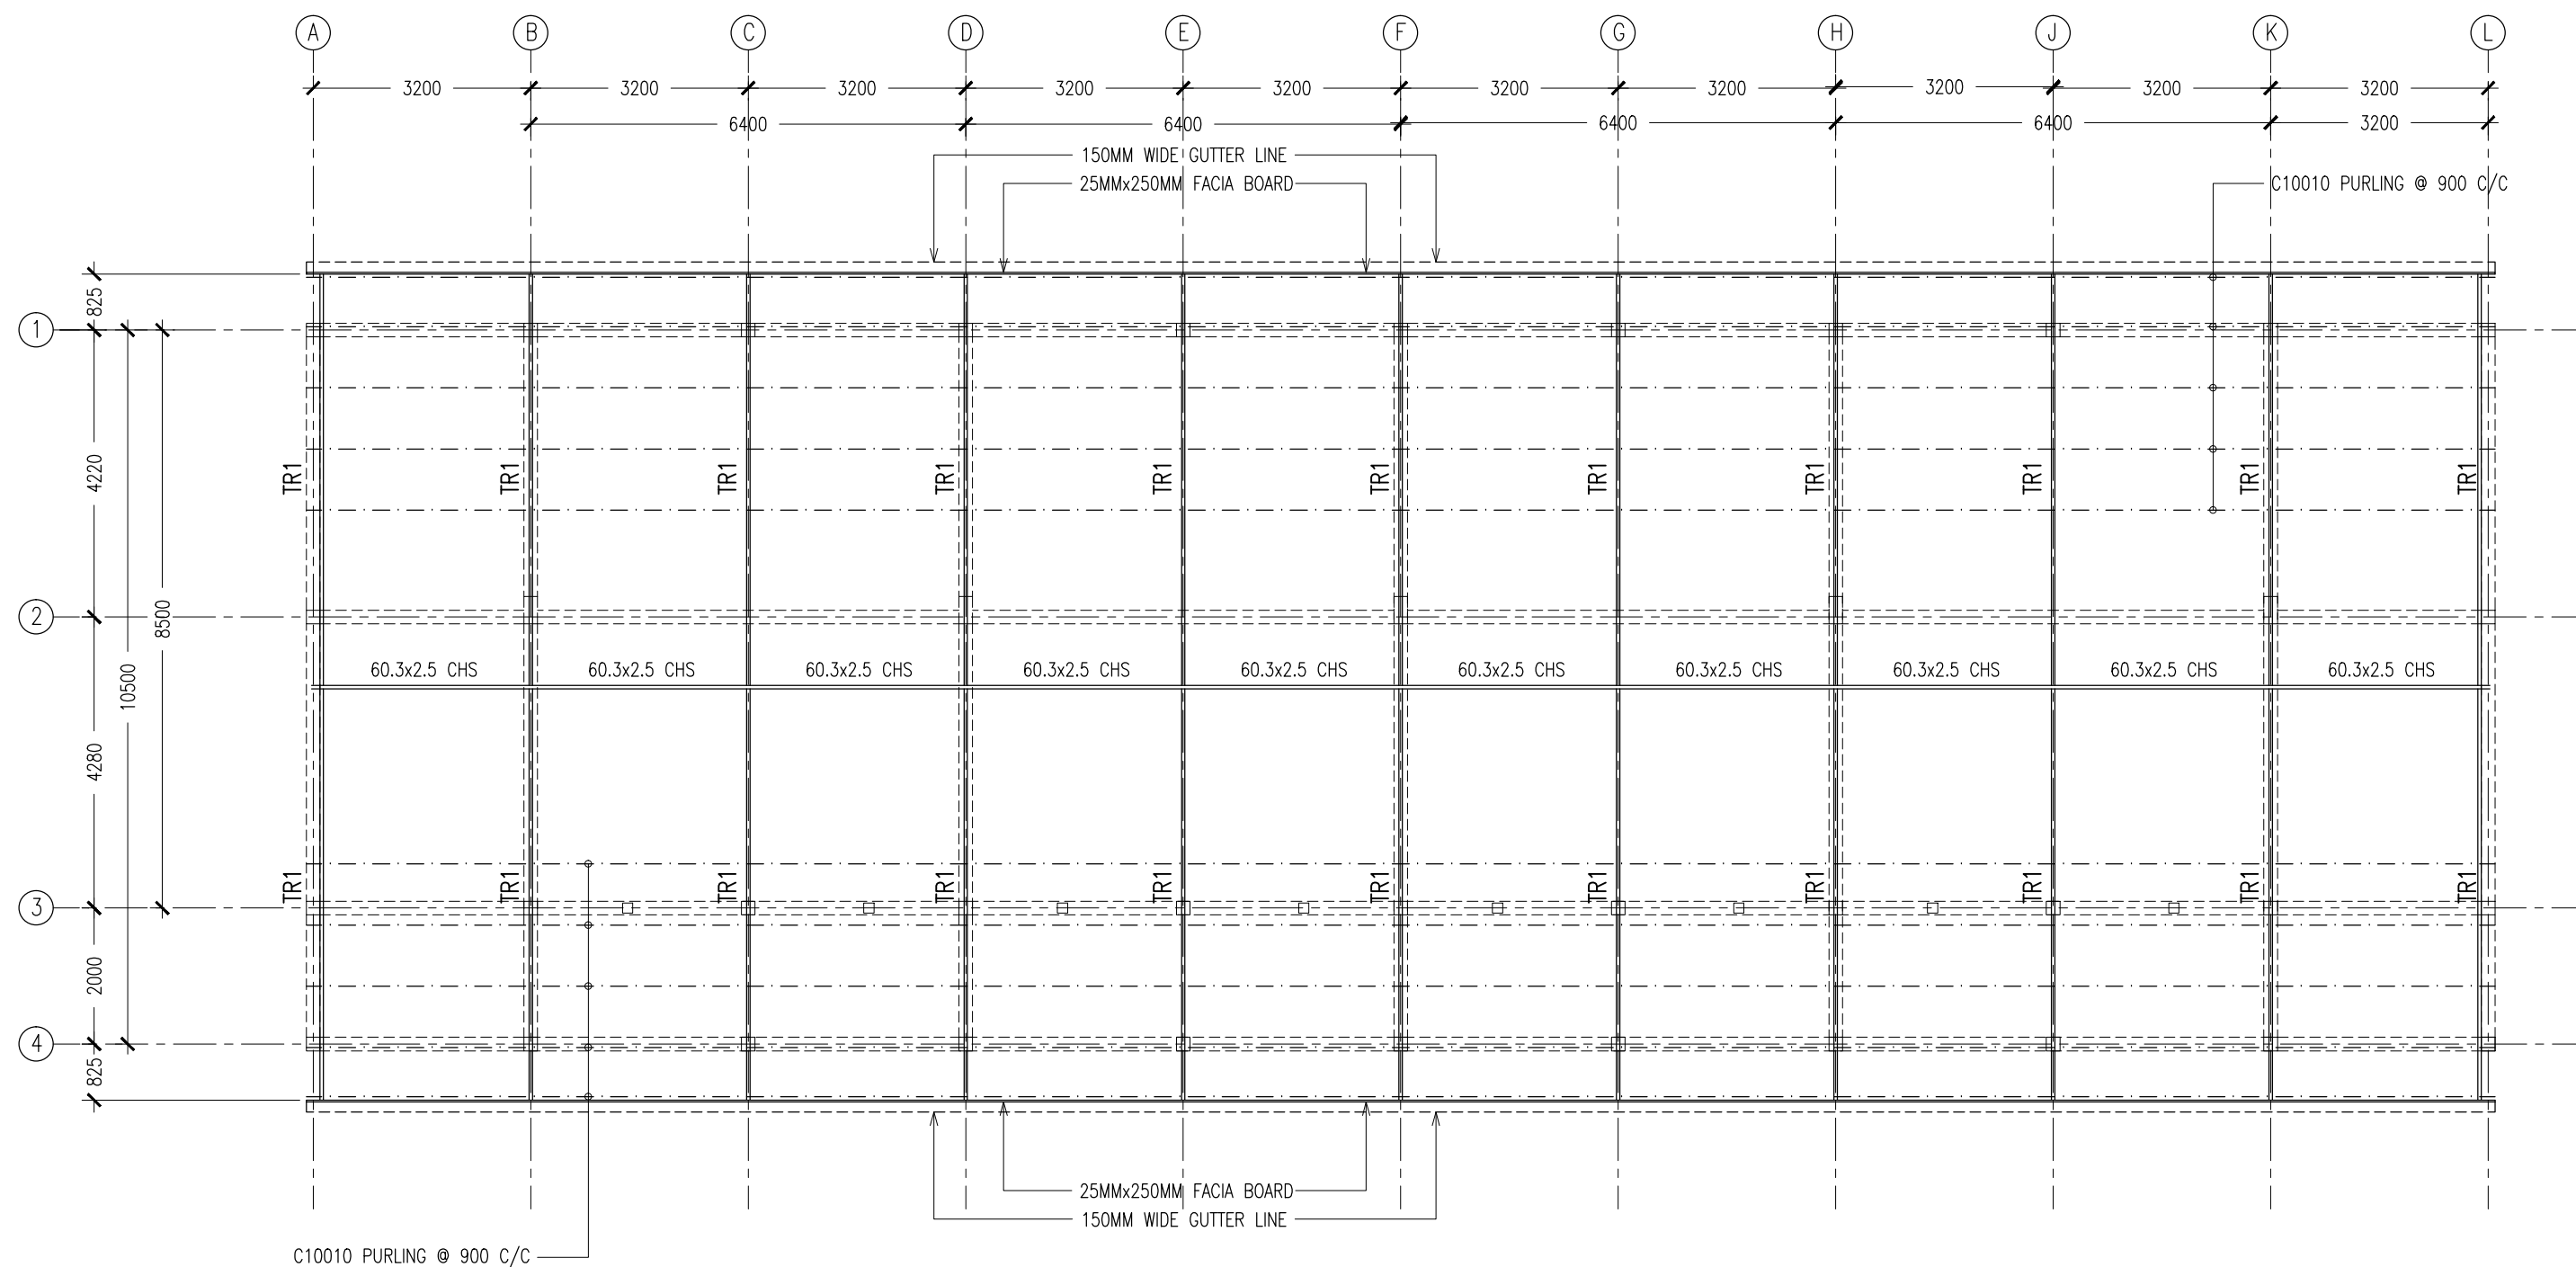 A B C D E F G H J K L
3200 3200 3200 3200 3200 3200 3200 3200 3200 3200
6400 6400 6400 6400 3200
150MM WIDE GUTTER LINE
25MMx250MM FACIA BOARD
C10010 PURLING @ 900 C/C
825
1
4220
8500
TR1 TR1 TR1 TR1 TR1 TR1 TR1 TR1 TR1 TR1 TR1
2
60.3x2.5 CHS 60.3x2.5 CHS 60.3x2.5 CHS 60.3x2.5 CHS 60.3x2.5 CHS 60.3x2.5 CHS 60.3x2.5 CHS 60.3x2.5 CHS 60.3x2.5 CHS 60.3x2.5 CHS
10500
4280
TR1 TR1 TR1 TR1 TR1 TR1 TR1 TR1 TR1 TR1 TR1
3
2000
4
825
25MMx250MM FACIA BOARD
150MM WIDE GUTTER LINE
C10010 PURLING @ 900 C/C